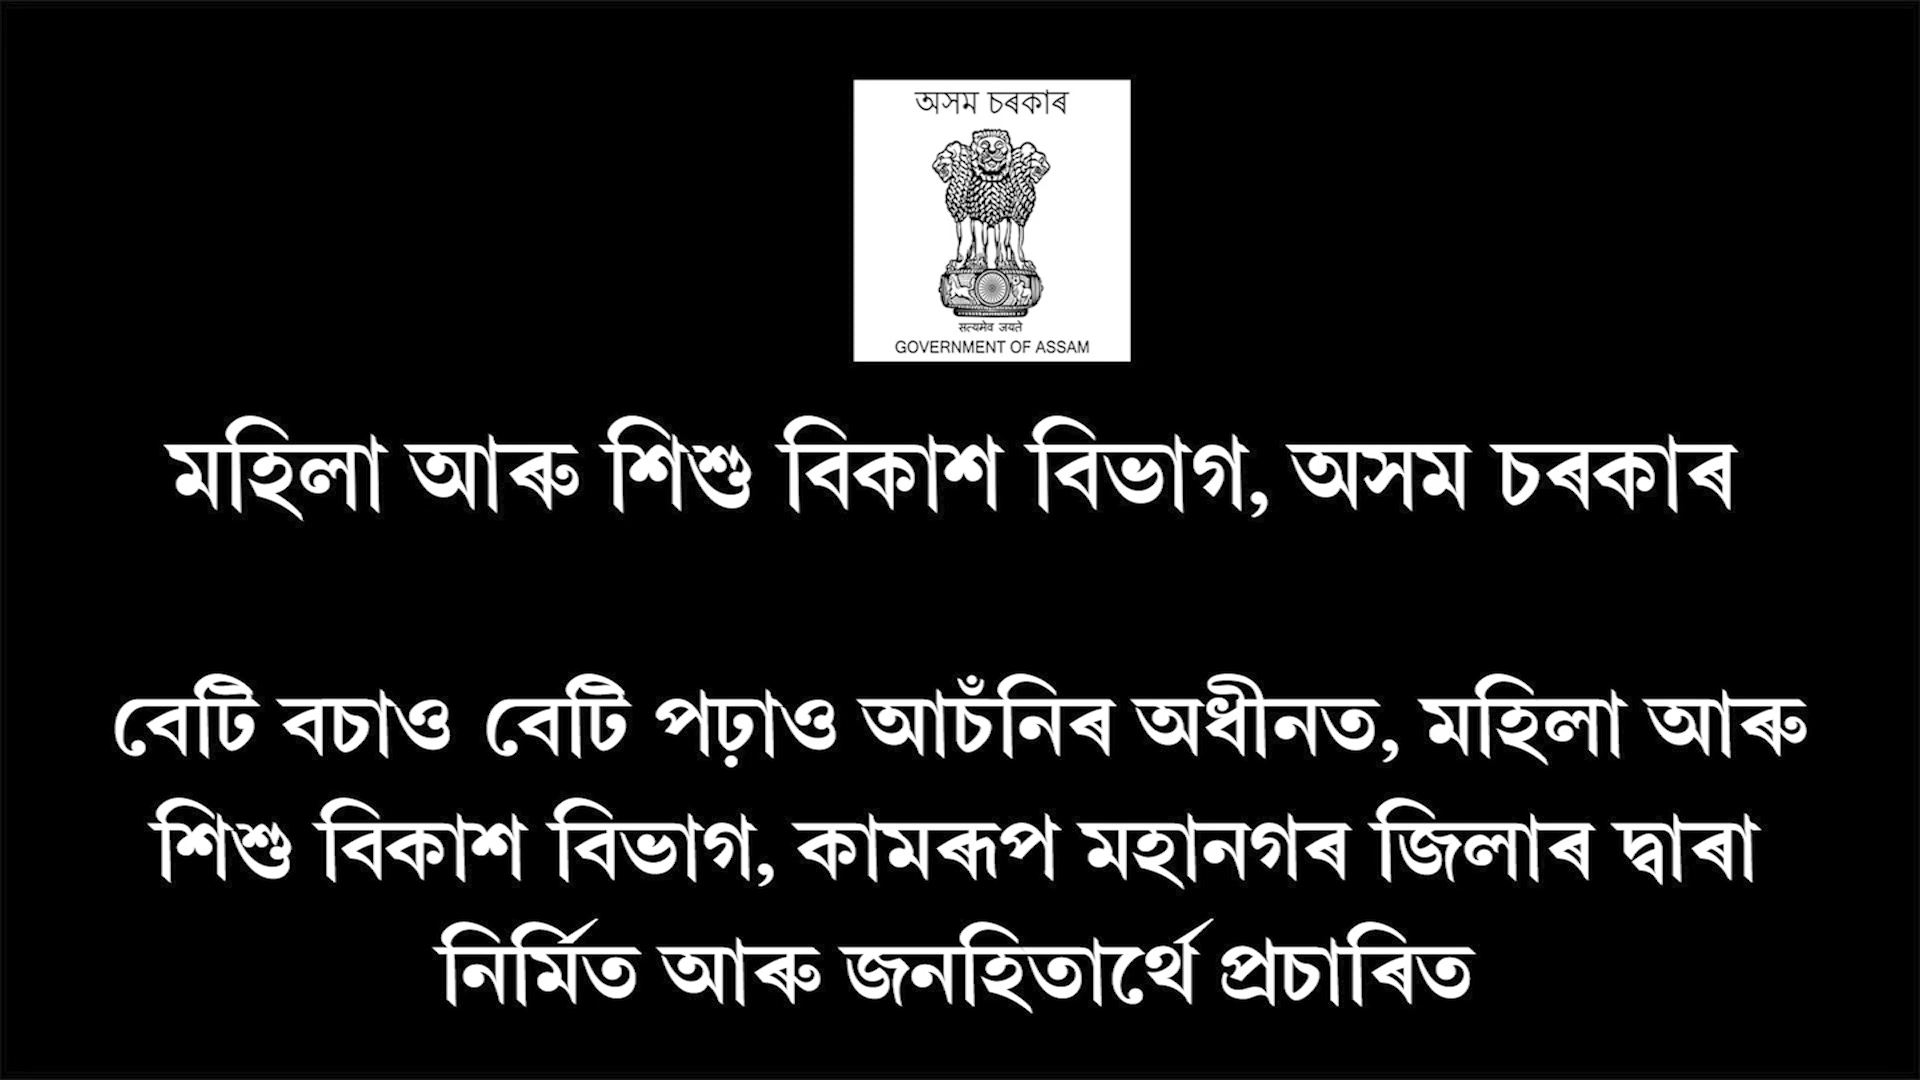 অসম চৰকাৰ
सत्यमेव जयते
GOVERNMENT OF ASSAM
মহিলা আৰু শিশু বিকাশ বিভাগ, অসম চৰকাৰ
বেটি বচাও বেটি পঢ়াও আচঁনিৰ অধীনত, মহিলা আৰু
শিশু বিকাশ বিভাগ, কামৰূপ মহানগৰ জিলাৰ দ্বাৰা
নিৰ্মিত আৰু জনহিতাৰ্থে প্ৰচাৰিত